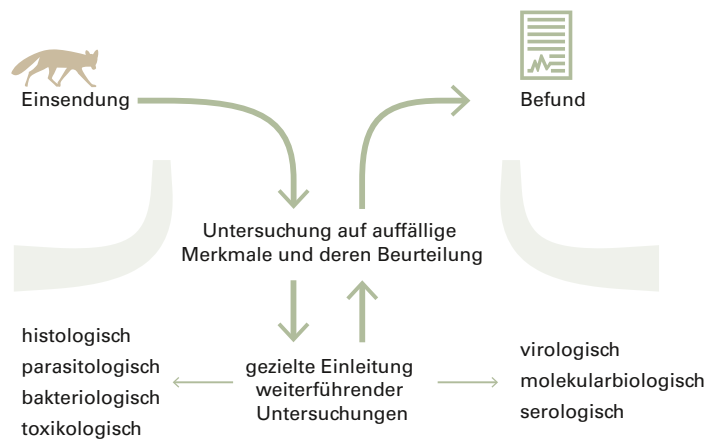 Einsendung
Befund
Untersuchung auf auffällige
Merkmale und deren Beurteilung
histologisch
parasitologisch
bakteriologisch
toxikologisch
gezielte Einleitung
weiterführender
Untersuchungen
virologisch
molekularbiologisch
serologisch